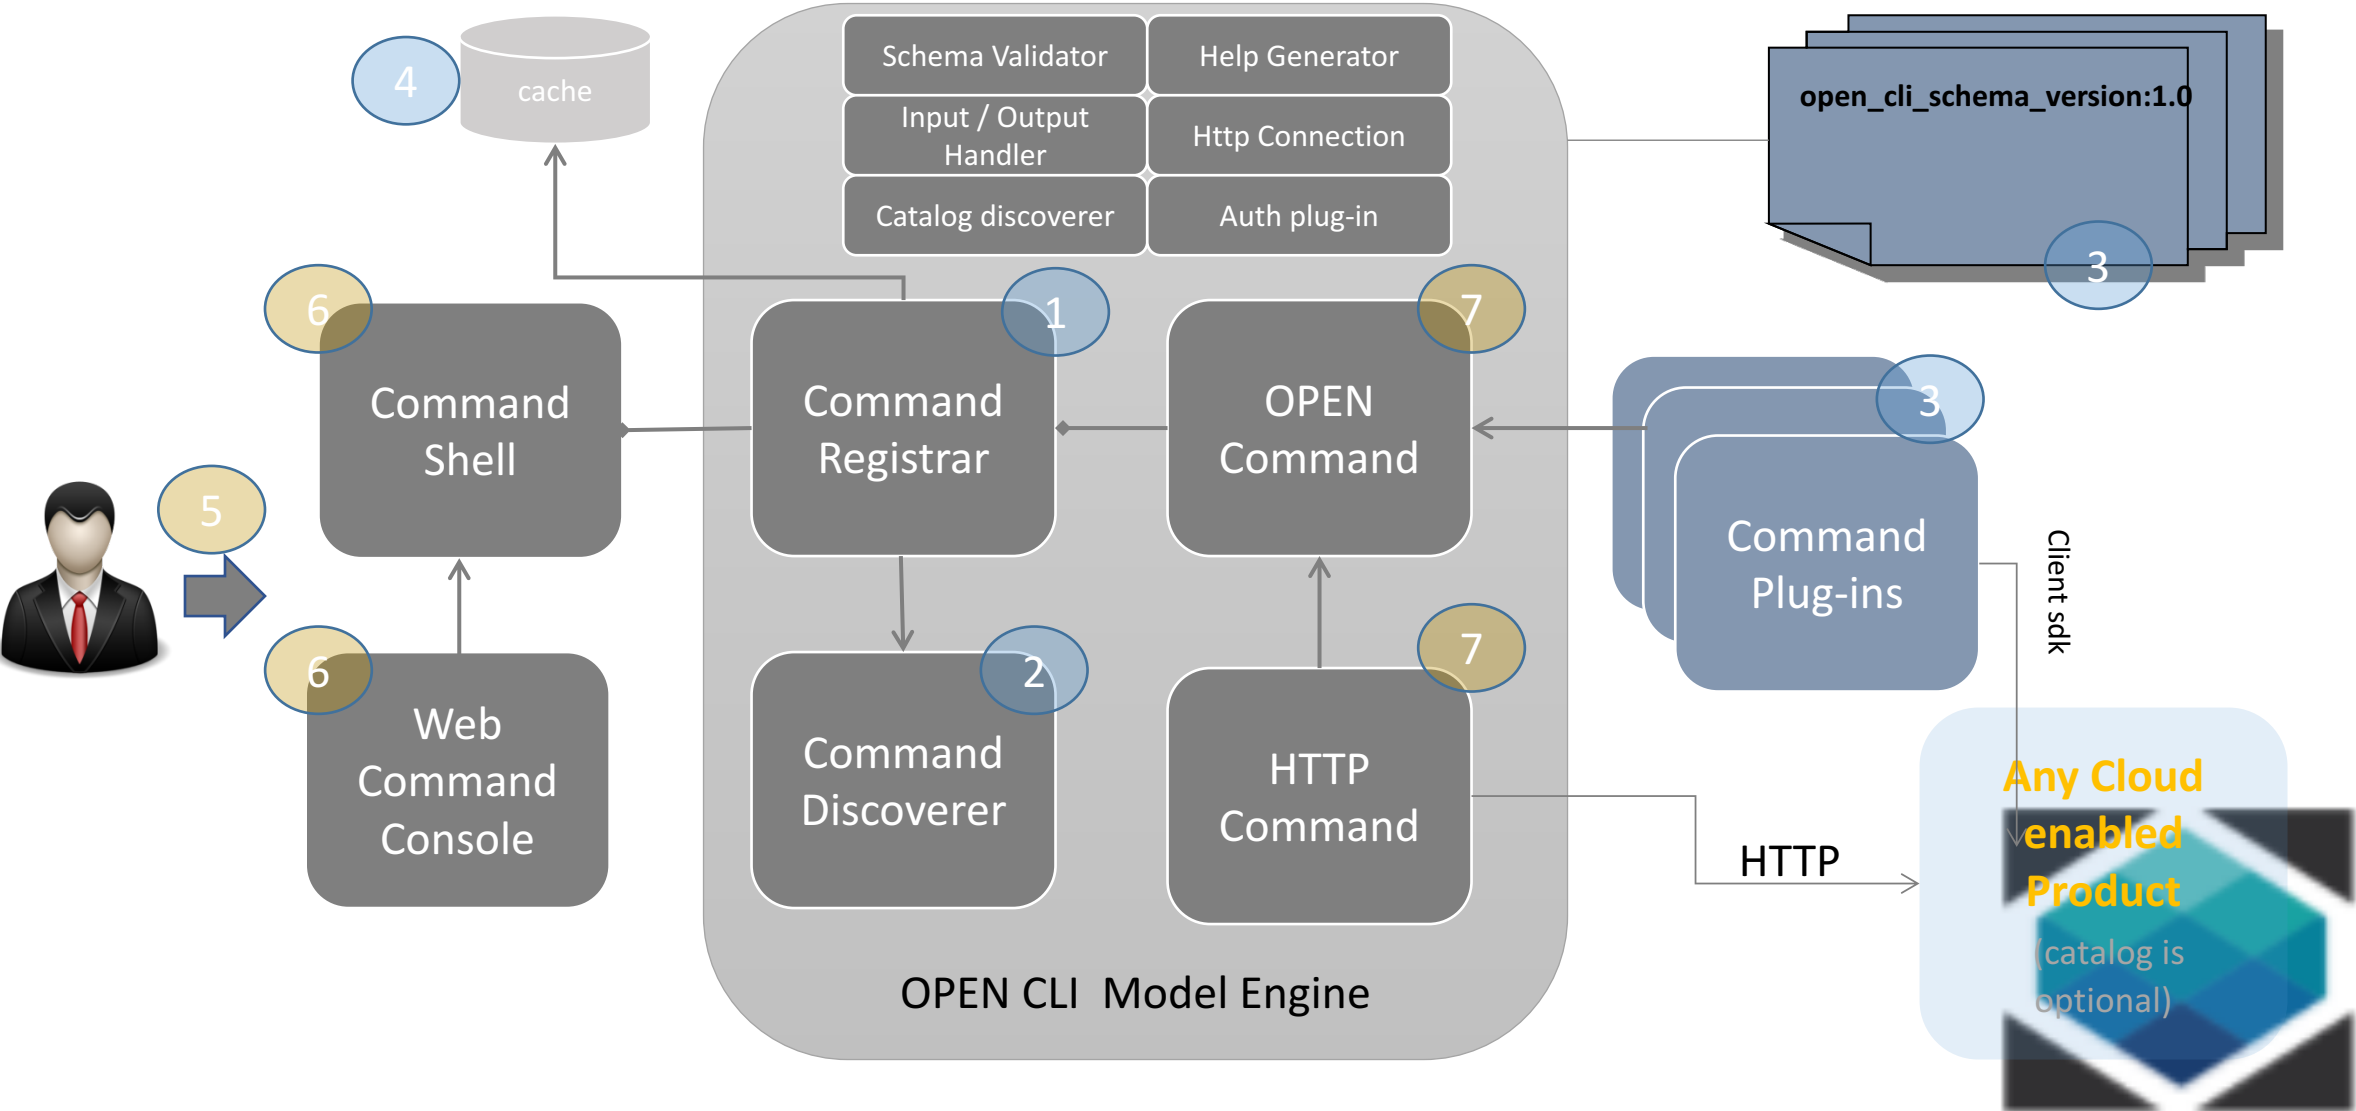 4
cache
Schema Validator
Help Generator
Input / Output
Handler
Http Connection
Catalog discoverer
Auth plug-in
open_cli_schema_version:1.0
3
6
Command
Shell
1
Command
Registrar
7
OPEN
Command
3
Command
Plug-ins
5
Client sdk
6
Web
Command
Console
2
Command
Discoverer
7
HTTP
Command
HTTP
Any Cloud
enabled
Product
(catalog is
optional)
OPEN CLI  Model Engine